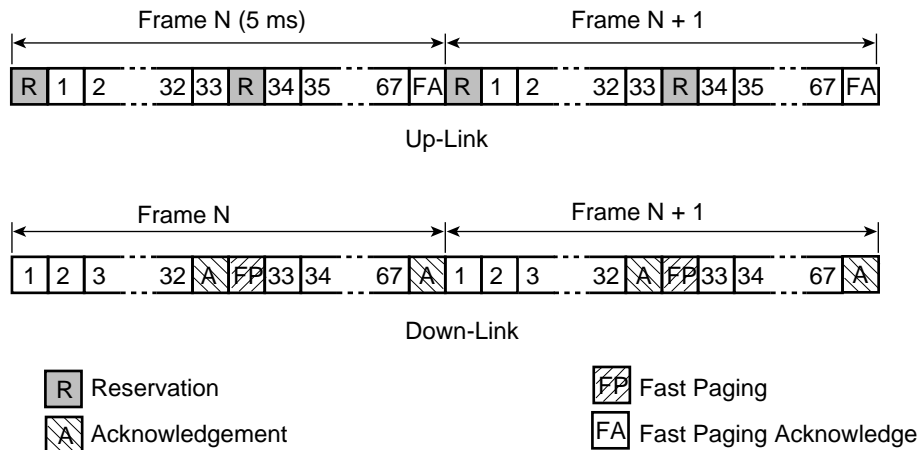 Frame N (5 ms) Frame N + 1
R 1 2 32 33 R 34 35 67 FA R 1 2 32 33 R 34 35 67 FA
Up-Link
Frame N Frame N + 1
1 2 3 32 A FP 33 34 67 A 1 2 3 32 A FP 33 34 67 A
Down-Link
R Reservation FP Fast Paging
A Acknowledgement FA Fast Paging Acknowledge